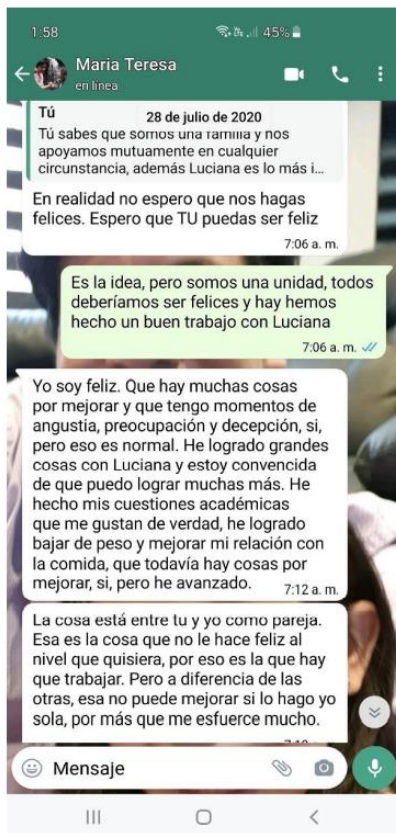 1:58
45%
Maria Teresa
en línea
Tú
28 de julio de 2020
Tú sabes que somos una familia y nos
apoyamos mutuamente en cualquier
circunstancia, además Luciana es lo más i...
En realidad no espero que nos hagas
felices. Espero que TU puedas ser feliz
7:06 a. m.
Es la idea, pero somos una unidad, todos
deberíamos ser felices y hay hemos
hecho un buen trabajo con Luciana
7:06 a. m.
Yo soy feliz. Que hay muchas cosas
por mejorar y que tengo momentos de
angustia, preocupación y decepción, si,
pero eso es normal. He logrado grandes
cosas con Luciana y estoy convencida
de que puedo lograr muchas más. He
hecho mis cuestiones académicas
que me gustan de verdad, he logrado
bajar de peso y mejorar mi relación con
la comida, que todavía hay cosas por
mejorar, si, pero he avanzado.
7:12 a. m.
La cosa está entre tu y yo como pareja.
Esa es la cosa que no le hace feliz al
nivel que quisiera, por eso es la que hay
que trabajar. Pero a diferencia de las
otras, esa no puede mejorar si lo hago yo
sola, por más que me esfuerce mucho.
Mensaje